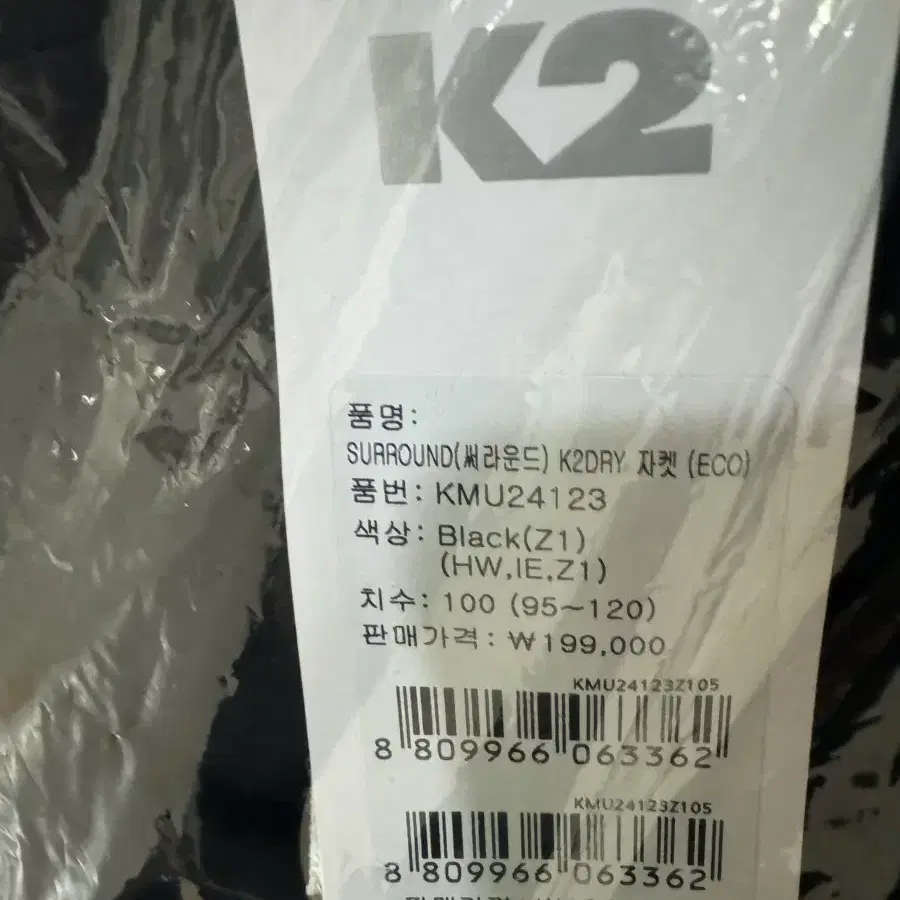 K2
품명:
SURROUND(써라운드) K2DRY 자켓 (ECO)
품번: KMU24123
색상: Black(Z1)
(HW,IE,Z1)
치수: 100 (95~120)
판매가격: ₩199,000
KMU24123Z105
8 809966 063362
KMU24123Z105
8 809966 063362